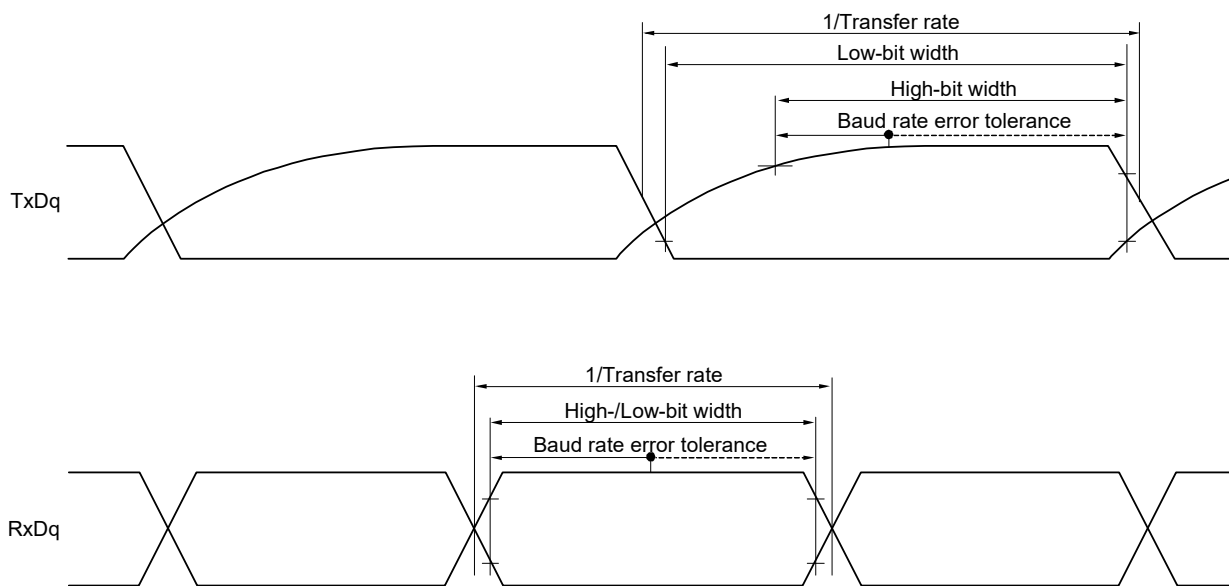 1/Transfer rate
Low-bit width
High-bit width
Baud rate error tolerance
TxDq
1/Transfer rate
High-/Low-bit width
Baud rate error tolerance
RxDq